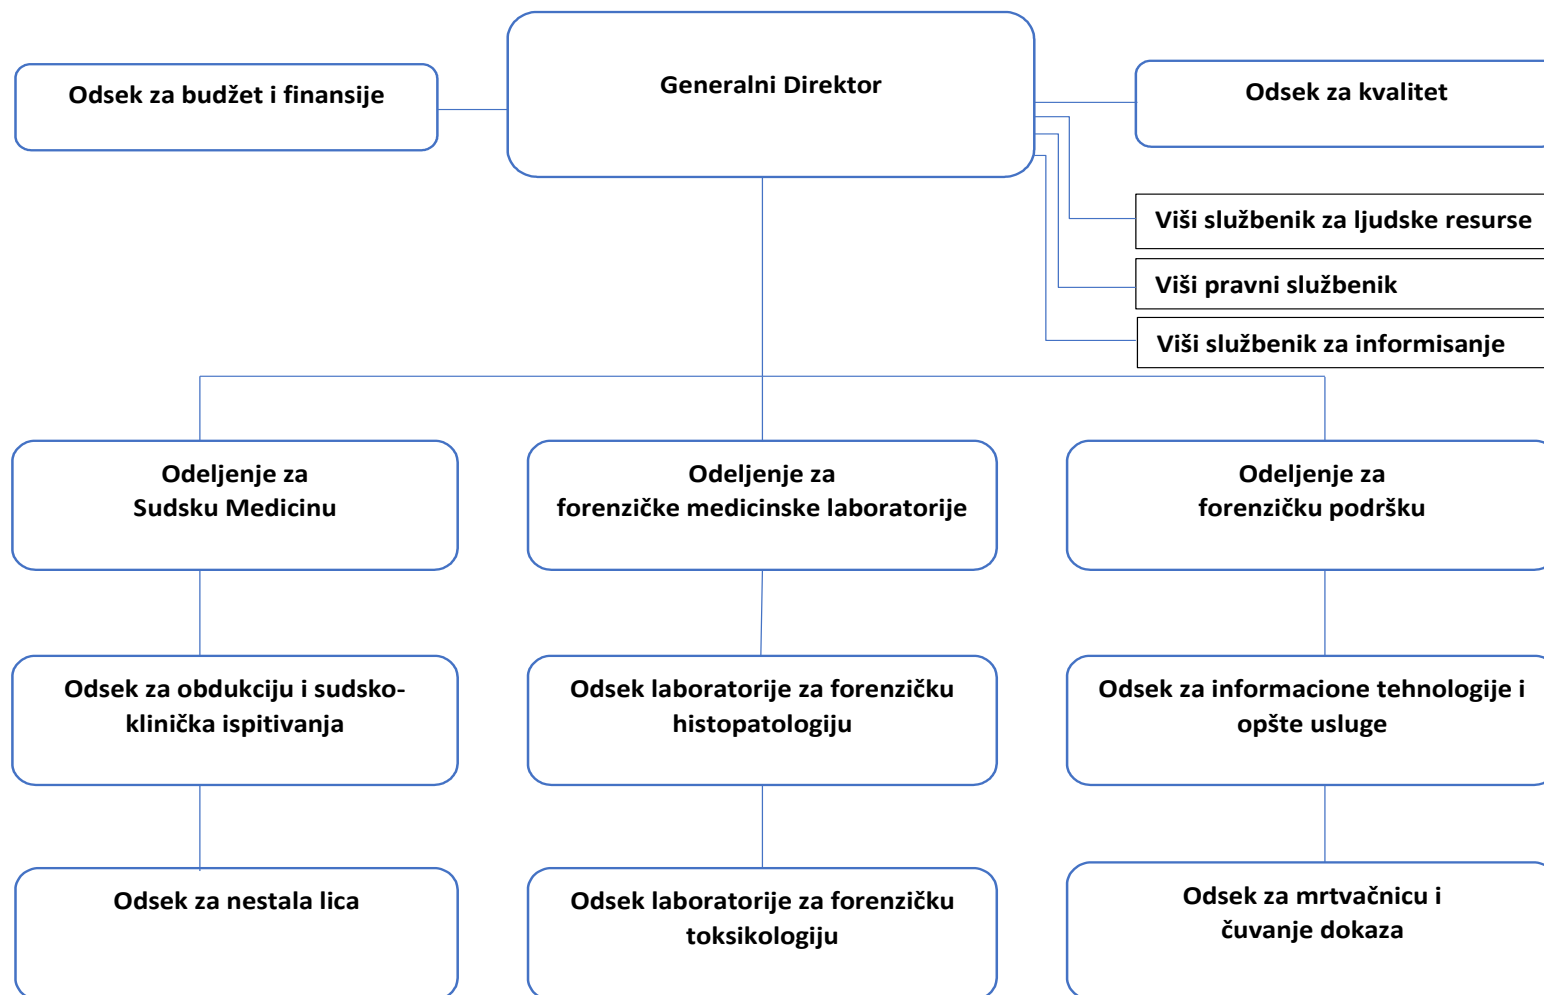 Generalni Direktor
Odsek za budžet i finansije
Odsek za kvalitet
Viši službenik za ljudske resurse
Viši pravni službenik
Viši službenik za informisanje
Odeljenje za
Sudsku Medicinu
Odeljenje za
forenzičke medicinske laboratorije
Odeljenje za
forenzičku podršku
Odsek za obdukciju i sudsko-
klinička ispitivanja
Odsek laboratorije za forenzičku
histopatologiju
Odsek za informacione tehnologije i
opšte usluge
Odsek za nestala lica
Odsek laboratorije za forenzičku
toksikologiju
Odsek za mrtvačnicu i
čuvanje dokaza